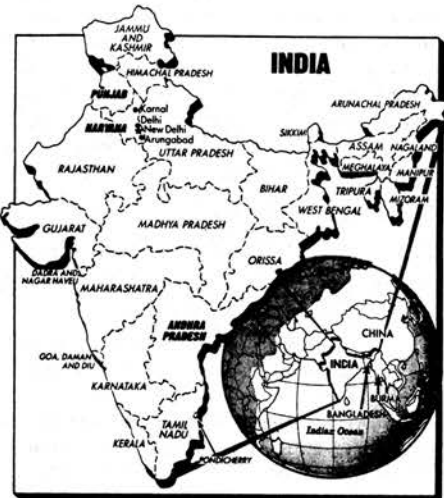 JAMMU
AND
KASHMIR
INDIA
HIMACHAL PRADESH
PUNJAB
ARUNACHAL PRADESH
Karnal
Delhi
HARYANA
New Delhi
Arungabad
SIKKIM
ASSAM
NAGALAND
UTTAR PRADESH
RAJASTHAN
MEGHALAYA
MANIPUR
BIHAR
TRIPURA
MIZORAM
WEST BENGAL
GUJARAT
MADHYA PRADESH
ORISSA
DADRA AND
NAGAR HAVELI
MAHARASHATRA
ANDHRA
PRADESH
CHINA
GOA, DAMAN
AND DIU
INDIA
KARNATAKA
BURMA
BANGLADESH
TAMIL
NADU
Indian Ocean
KERALA
PONDICHERRY